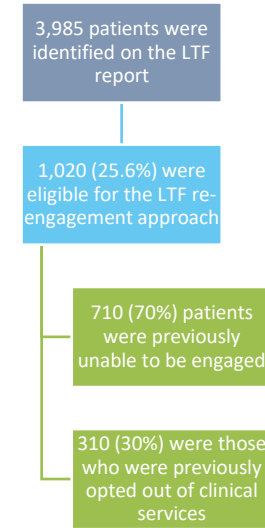 3,985 patients were
identified on the LTF
report
1,020 (25.6%) were
eligible for the LTF re-
engagement approach
710 (70%) patients
were previously
unable to be engaged
310 (30%) were those
who were previously
opted out of clinical
services